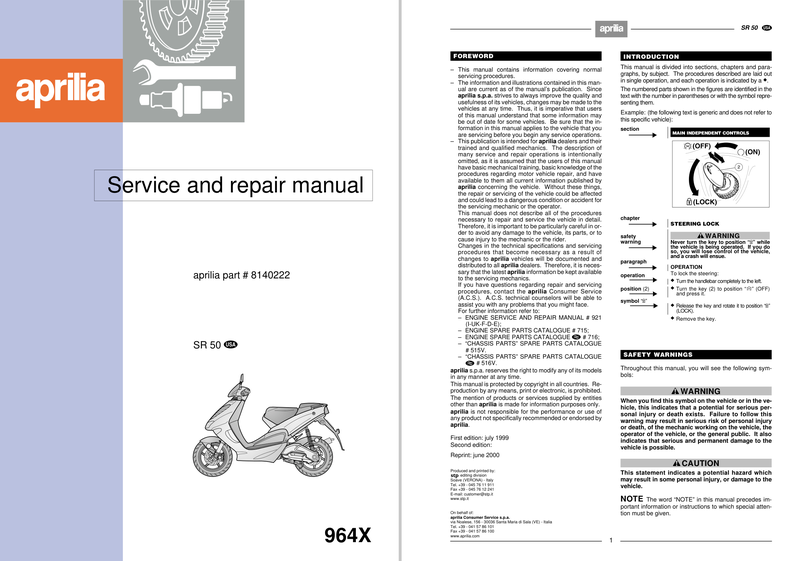 aprilia
Service and repair manual
aprilia part # 8140222
SR 50 USA
964X
aprilia
SR 50 USA
FOREWORD
– This manual contains information covering normal
servicing procedures.
– The information and illustrations contained in this man-
ual are current as of the manual's publication. Since
aprilia s.p.a. strives to always improve the quality and
usefulness of its vehicles, changes may be made to the
vehicles at any time. Thus, it is imperative that users
of this manual understand that some information may
be out of date for some vehicles. Be sure that the in-
formation in this manual applies to the vehicle that you
are servicing before you begin any service operations.
– This publication is intended for aprilia dealers and their
trained and qualified mechanics. The description of
many service and repair operations is intentionally
omitted, as it is assumed that the users of this manual
have basic mechanical training, basic knowledge of the
procedures regarding motor vehicle repair, and have
available to them all current information published by
aprilia concerning the vehicle. Without these things,
the repair or servicing of the vehicle could be affected
and could lead to a dangerous condition or accident for
the servicing mechanic or the operator.
This manual does not describe all of the procedures
necessary to repair and service the vehicle in detail.
Therefore, it is important to be particularly careful in or-
der to avoid any damage to the vehicle, its parts, or to
cause injury to the mechanic or the rider.
Changes in the technical specifications and servicing
procedures that become necessary as a result of
changes to aprilia vehicles will be documented and
distributed to all aprilia dealers. Therefore, it is neces-
sary that the latest aprilia information be kept available
to the servicing mechanics.
If you have questions regarding repair and servicing
procedures, contact the aprilia Consumer Service
(A.C.S.). A.C.S. technical counselors will be able to
assist you with any problems that you might face.
For further information refer to:
– ENGINE SERVICE AND REPAIR MANUAL # 921
(I-UK-F-D-E);
– ENGINE SPARE PARTS CATALOGUE # 715;
– ENGINE SPARE PARTS CATALOGUE # 716;
– "CHASSIS PARTS" SPARE PARTS CATALOGUE
# 515V.
– "CHASSIS PARTS" SPARE PARTS CATALOGUE
# 516V.
aprilia s.p.a. reserves the right to modify any of its models
in any manner at any time.
This manual is protected by copyright in all countries. Re-
production by any means, print or electronic, is prohibited.
The mention of products or services supplied by entities
other than aprilia is made for information purposes only.
aprilia is not responsible for the performance or use of
any product not specifically recommended or endorsed by
aprilia.
First edition: july 1999
Second edition:
Reprint: june 2000
Produced and printed by:
stp editing division
Soave (VERONA) - Italy
Tel. +39 - 045 76 11 911
Fax +39 - 045 76 12 241
E-mail: customer@stp.it
www.stp.it
On behalf of:
aprilia Consumer Service s.p.a.
via Noalese, 156 - 30036 Santa Maria di Sala (VE) - Italia
Tel. +39 - 041 57 86 101
Fax +39 - 041 57 86 100
www.aprilia.com
INTRODUCTION
This manual is divided into sections, chapters and para-
graphs, by subject. The procedures described are laid out
in single operation, and each operation is indicated by a ◆.
The numbered parts shown in the figures are identified in the
text with the number in parentheses or with the symbol repre-
senting them.
Example: (the following text is generic and does not refer to
this specific vehicle):
section
MAIN INDEPENDENT CONTROLS
(OFF)
(ON)
2
(LOCK)
chapter
STEERING LOCK
safety
warning
WARNING
Never turn the key to position "" while
the vehicle is being operated. If you do
so, you will lose control of the vehicle,
and a crash will ensue.
paragraph
OPERATION
To lock the steering:
operation
◆ Turn the handlebar completely to the left.
position (2)
◆ Turn the key (2) to position "" (OFF)
and press it.
symbol ""
◆ Release the key and rotate it to position ""
(LOCK).
◆ Remove the key.
SAFETY WARNINGS
Throughout this manual, you will see the following sym-
bols:
WARNING
When you find this symbol on the vehicle or in the ve-
hicle, this indicates that a potential for serious per-
sonal injury or death exists. Failure to follow this
warning may result in serious risk of personal injury
or death, of the mechanic working on the vehicle, the
operator of the vehicle, or the general public. It also
indicates that serious and permanent damage to the
vehicle is possible.
CAUTION
This statement indicates a potential hazard which
may result in some personal injury, or damage to the
vehicle.
NOTE The word "NOTE" in this manual precedes im-
portant information or instructions to which special atten-
tion must be given.
1